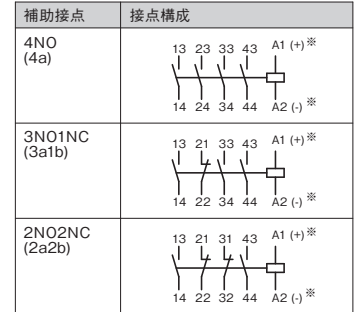 補助接点 接点構成
4NO
(4a)
13 23 33 43 A1 (+)※
14 24 34 44 A2 (-)※
3NO1NC
(3a1b)
13 21 33 43 A1 (+)※
14 22 34 44 A2 (-)※
2NO2NC
(2a2b)
13 21 31 43 A1 (+)※
14 22 32 44 A2 (-)※